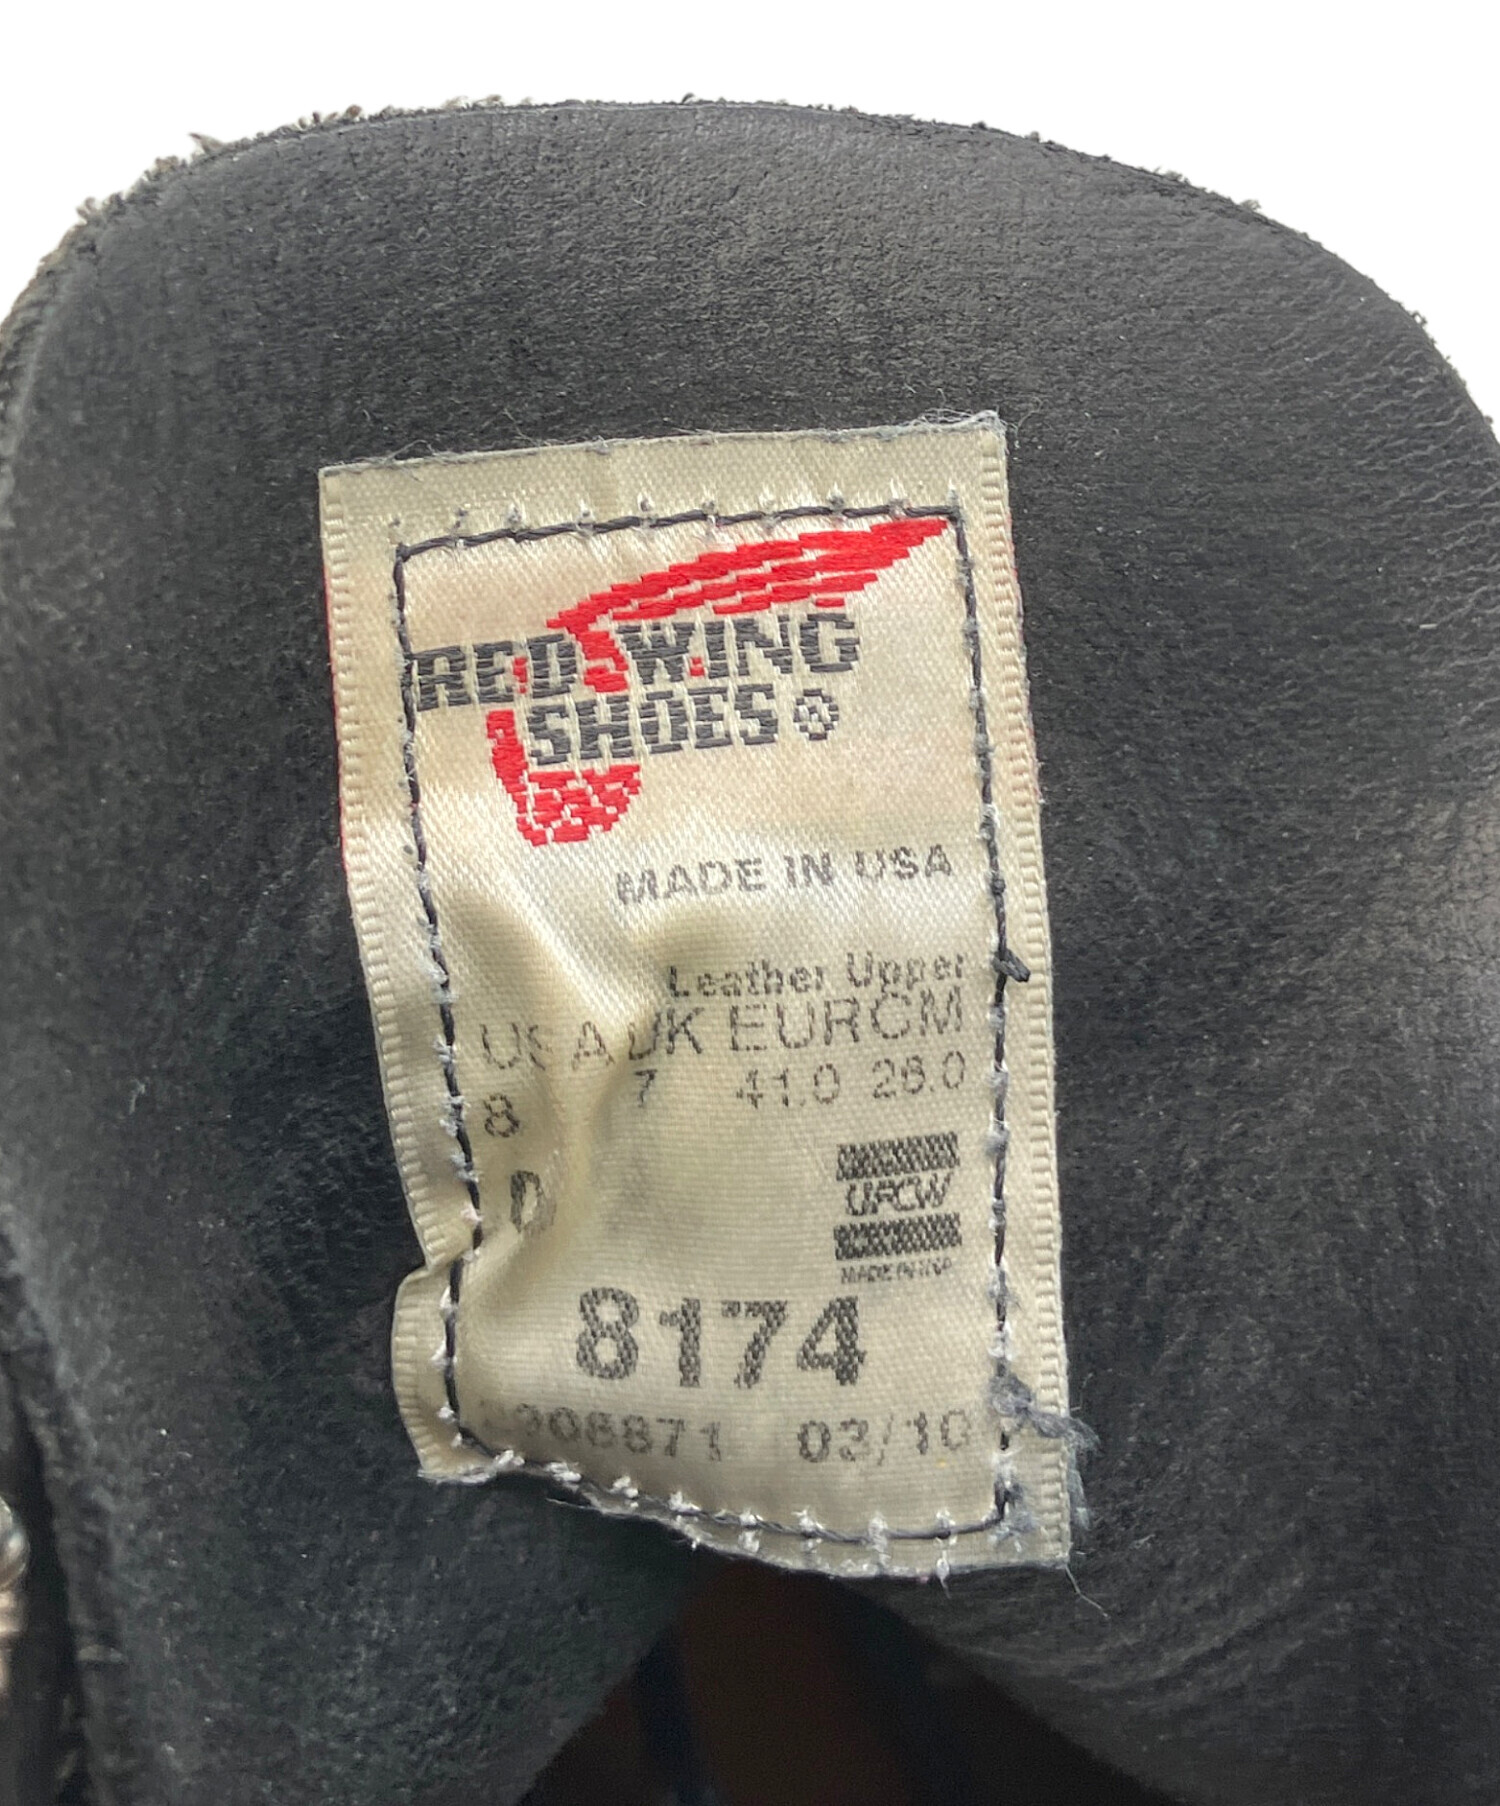 RED WING
SHOES®
MADE IN USA
Leather Upper
USA UK EUR CM
8 7 41.0 26.0
D
UFCW
MADE IN USA
8174
03/10